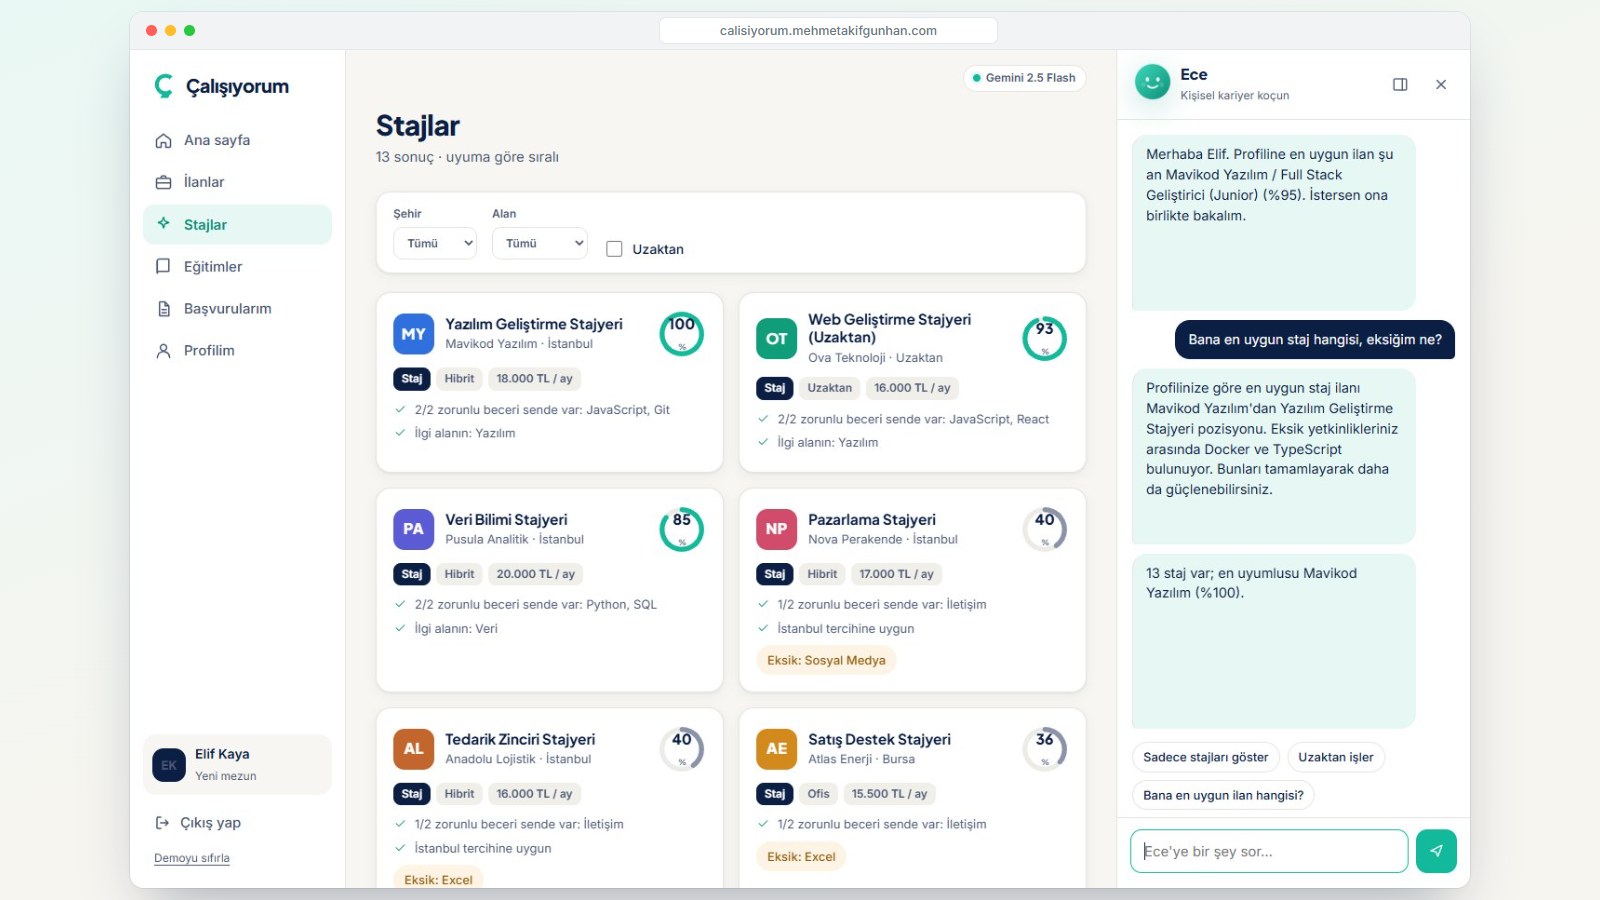 calisiyorum.mehmetakifgunhan.com
Çalışıyorum
Ana sayfa
İlanlar
Stajlar
Eğitimler
Başvurularım
Profilim
EK
Elif Kaya
Yeni mezun
Çıkış yap
Demoyu sıfırla
Gemini 2.5 Flash
Stajlar
13 sonuç · uyuma göre sıralı
Şehir
Tümü
Alan
Tümü
Uzaktan
MY
Yazılım Geliştirme Stajyeri
Mavikod Yazılım · İstanbul
100
%
Staj
Hibrit
18.000 TL / ay
2/2 zorunlu beceri sende var: JavaScript, Git
İlgi alanın: Yazılım
OT
Web Geliştirme Stajyeri
(Uzaktan)
Ova Teknoloji · Uzaktan
93
%
Staj
Uzaktan
16.000 TL / ay
2/2 zorunlu beceri sende var: JavaScript, React
İlgi alanın: Yazılım
PA
Veri Bilimi Stajyeri
Pusula Analitik · İstanbul
85
%
Staj
Hibrit
20.000 TL / ay
2/2 zorunlu beceri sende var: Python, SQL
İlgi alanın: Veri
NP
Pazarlama Stajyeri
Nova Perakende · İstanbul
40
%
Staj
Hibrit
17.000 TL / ay
1/2 zorunlu beceri sende var: İletişim
İstanbul tercihine uygun
Eksik: Sosyal Medya
AL
Tedarik Zinciri Stajyeri
Anadolu Lojistik · İstanbul
40
%
Staj
Hibrit
16.000 TL / ay
1/2 zorunlu beceri sende var: İletişim
İstanbul tercihine uygun
Eksik: Excel
AE
Satış Destek Stajyeri
Atlas Enerji · Bursa
36
%
Staj
Ofis
15.500 TL / ay
1/2 zorunlu beceri sende var: İletişim
Eksik: Excel
Ece
Kişisel kariyer koçun
Merhaba Elif. Profiline en uygun ilan şu
an Mavikod Yazılım / Full Stack
Geliştirici (Junior) (%95). İstersen ona
birlikte bakalım.
Bana en uygun staj hangisi, eksiğim ne?
Profilinize göre en uygun staj ilanı
Mavikod Yazılım'dan Yazılım Geliştirme
Stajyeri pozisyonu. Eksik yetkinlikleriniz
arasında Docker ve TypeScript
bulunuyor. Bunları tamamlayarak daha
da güçlenebilirsiniz.
13 staj var; en uyumlusu Mavikod
Yazılım (%100).
Sadece stajları göster
Uzaktan işler
Bana en uygun ilan hangisi?
Ece'ye bir şey sor...